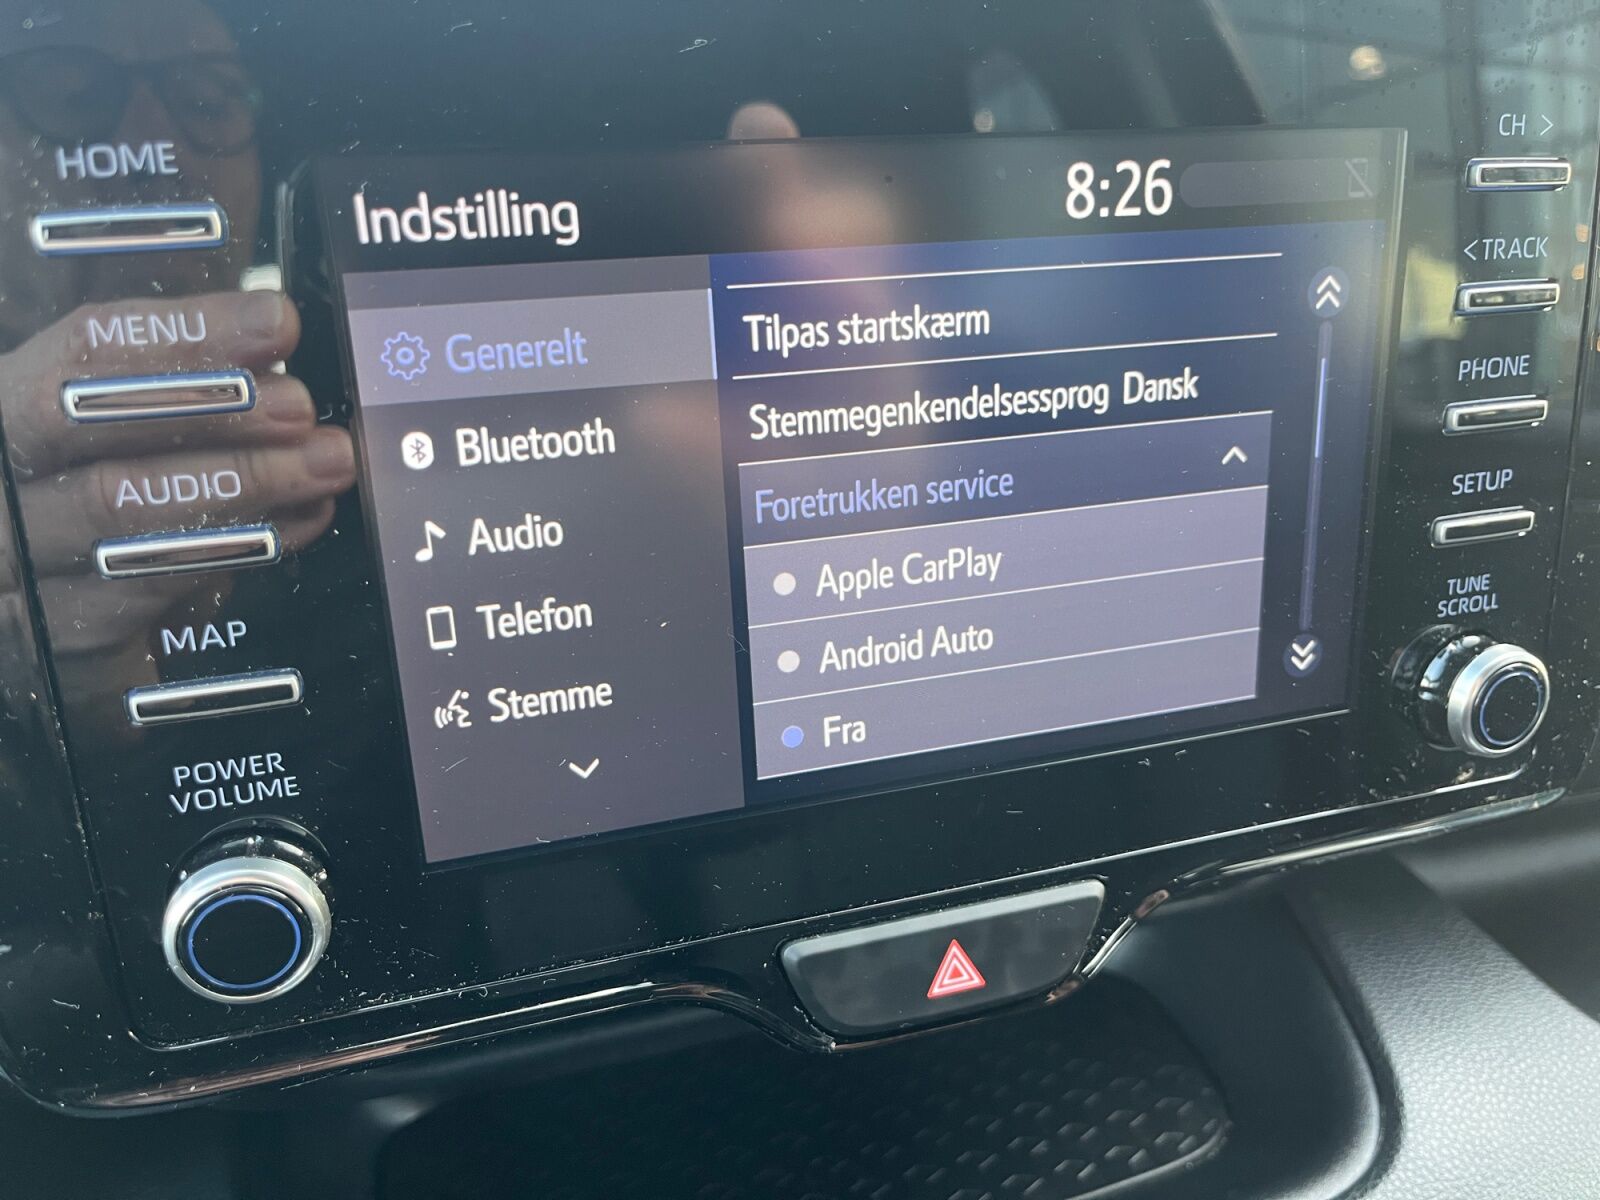 HOME
MENU
AUDIO
MAP
POWER
VOLUME
Indstilling
8:26
Generelt
Bluetooth
Audio
Telefon
Stemme
Tilpas startskærm
Stemmegenkendelsessprog Dansk
Foretrukken service
Apple CarPlay
Android Auto
Fra
CH >
< TRACK
PHONE
SETUP
TUNE
SCROLL